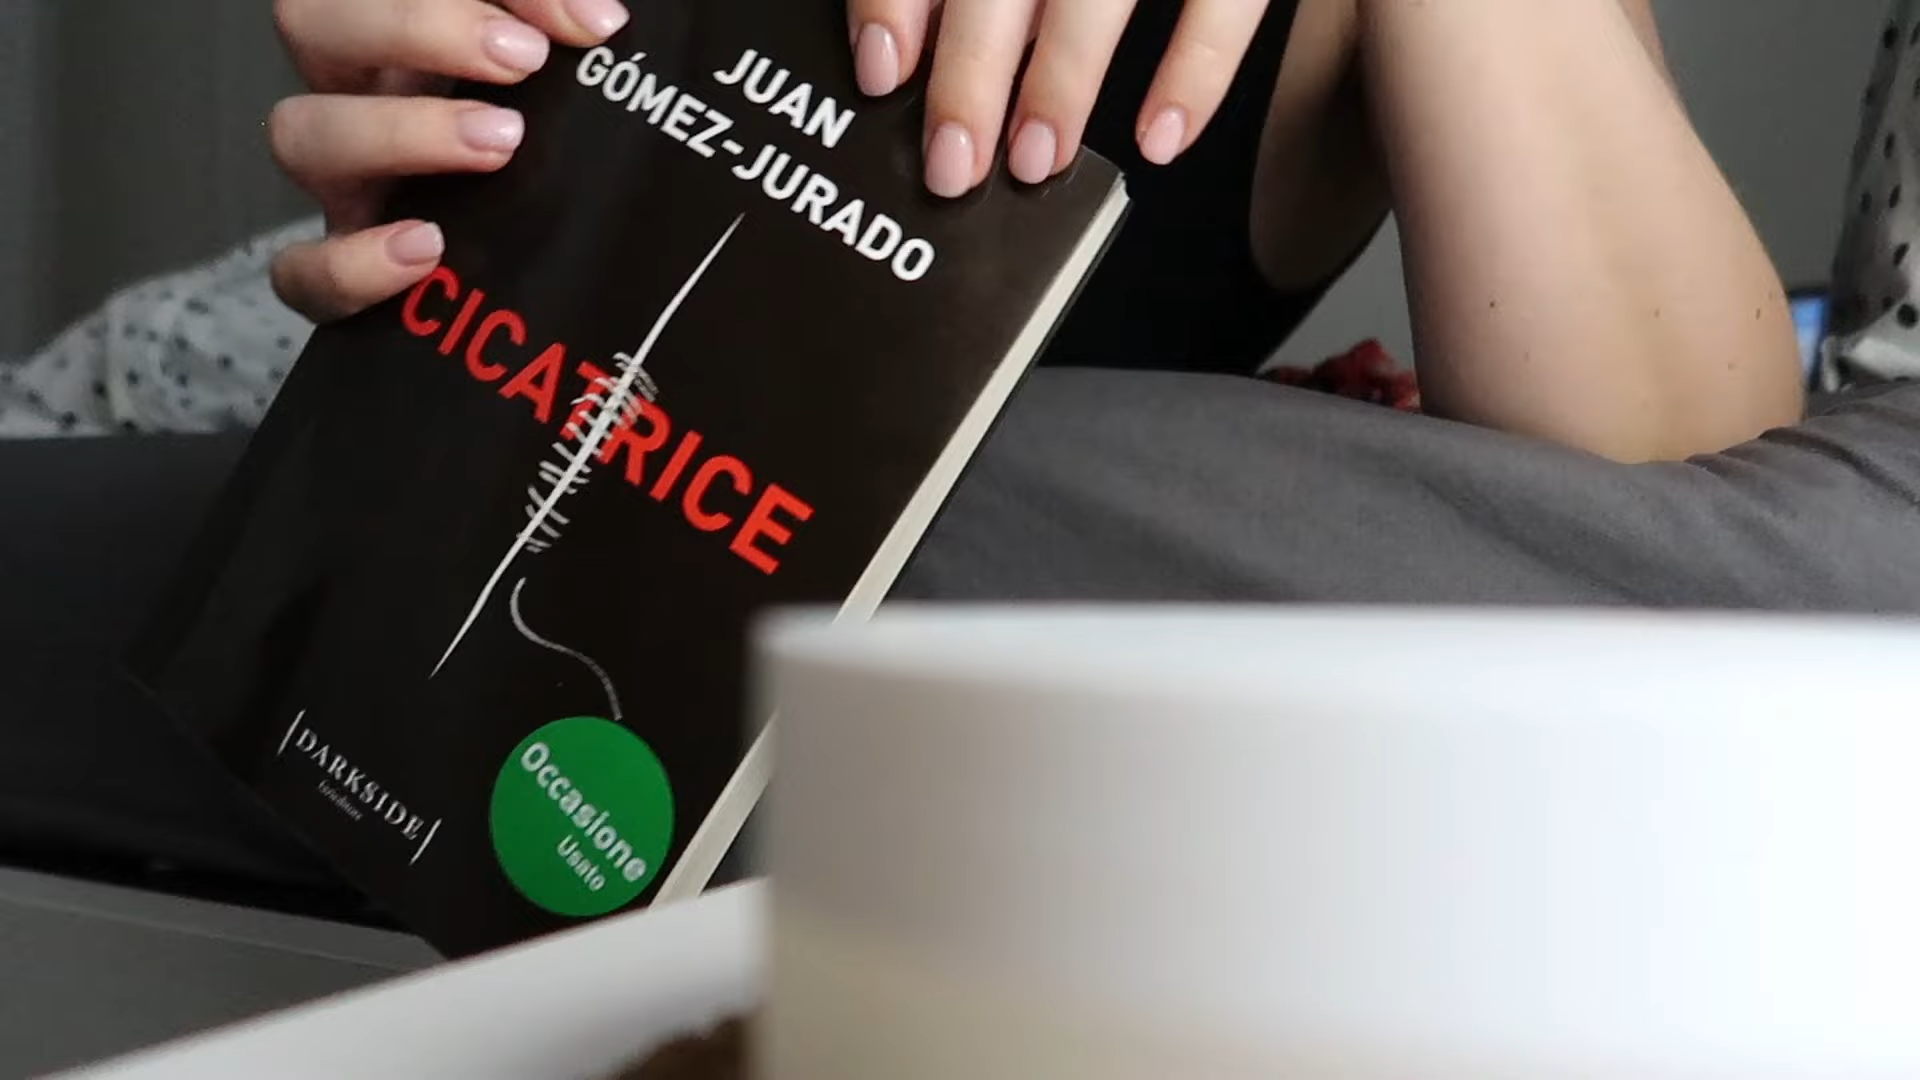 JUAN
GÓMEZ-JURADO
CICATRICE
[DARKSIDE]
Occasione
Usato